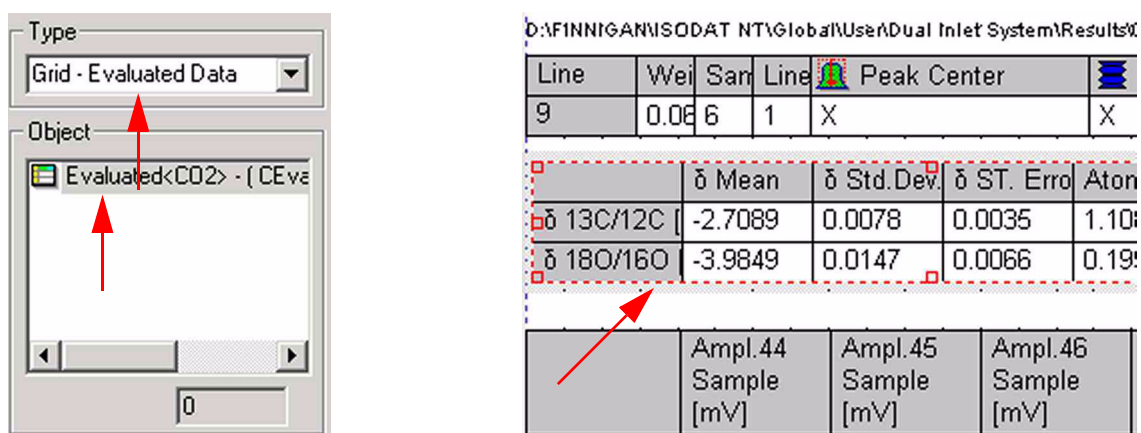 Type
Grid - Evaluated Data
Object
Evaluated<CO2> - ( CEva
0
D:\FINNIGAN\ISODAT NT\Global\User\Dual Inlet System\Results\
Line Wei Sam Line Peak Center
9 0.06 6 1 X X
δ Mean δ Std.Dev. δ ST. Erro Atom
δ 13C/12C [ -2.7089 0.0078 0.0035 1.108
δ 18O/16O -3.9849 0.0147 0.0066 0.199
Ampl.44 Sample [mV] Ampl.45 Sample [mV] Ampl.46 Sample [mV]